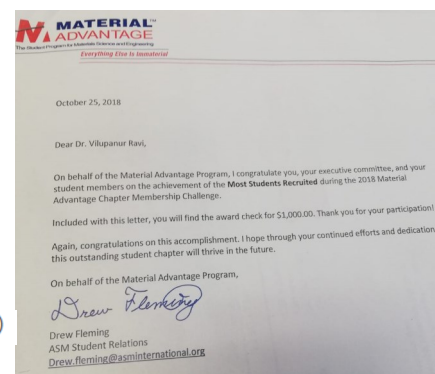 MATERIAL™
ADVANTAGE
The Student Program for Materials Science and Engineering
Everything Else is Immaterial
October 25, 2018
Dear Dr. Vilupanur Ravi,
On behalf of the Material Advantage Program, I congratulate you, your executive committee, and your
student members on the achievement of the Most Students Recruited during the 2018 Material
Advantage Chapter Membership Challenge.
Included with this letter, you will find the award check for $1,000.00. Thank you for your participation!
Again, congratulations on this accomplishment. I hope through your continued efforts and dedication
this outstanding student chapter will thrive in the future.
On behalf of the Material Advantage Program,
Drew Fleming
Drew Fleming
ASM Student Relations
Drew.fleming@asminternational.org